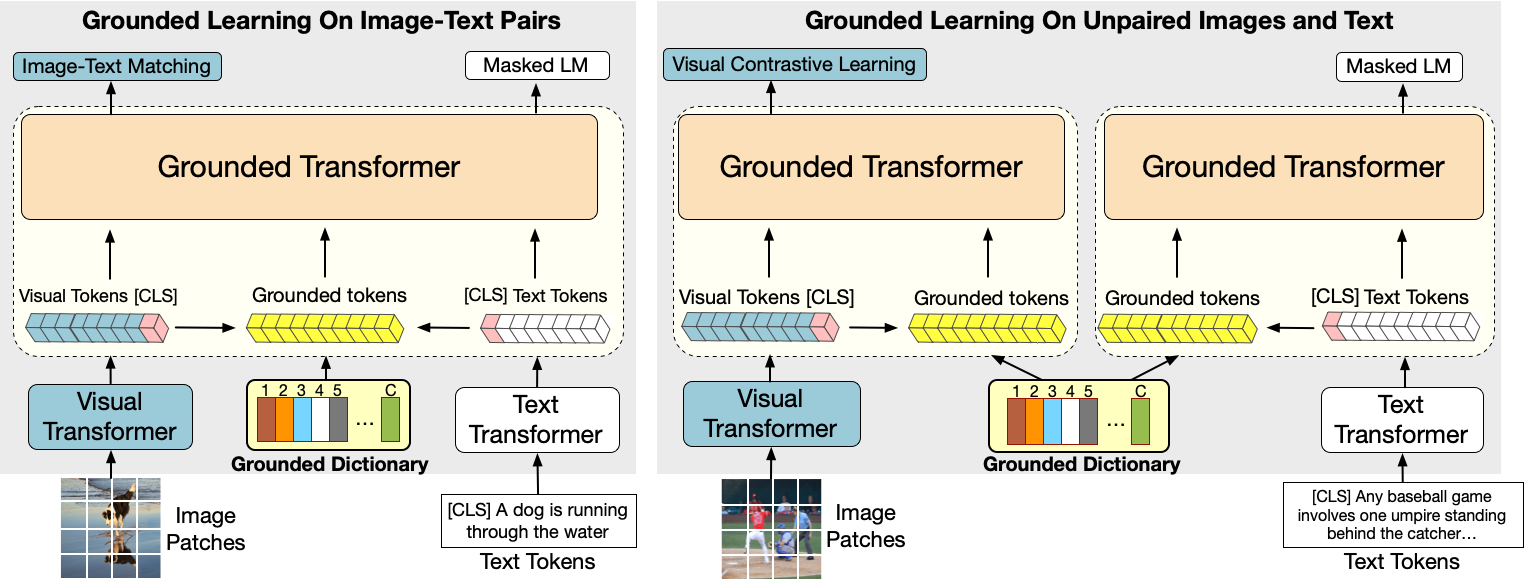 Grounded Learning On Image-Text Pairs
Image-Text Matching
Masked LM
Grounded Transformer
Visual Tokens [CLS]
Grounded tokens
[CLS] Text Tokens
Visual
Transformer
1 2 3 4 5 C
...
Grounded Dictionary
Text
Transformer
Image
Patches
[CLS] A dog is running
through the water
Text Tokens
Grounded Learning On Unpaired Images and Text
Visual Contrastive Learning
Masked LM
Grounded Transformer
Grounded Transformer
Visual Tokens [CLS]
Grounded tokens
Grounded tokens
[CLS] Text Tokens
Visual
Transformer
1 2 3 4 5 C
...
Grounded Dictionary
Text
Transformer
Image
Patches
[CLS] Any baseball game
involves one umpire standing
behind the catcher...
Text Tokens